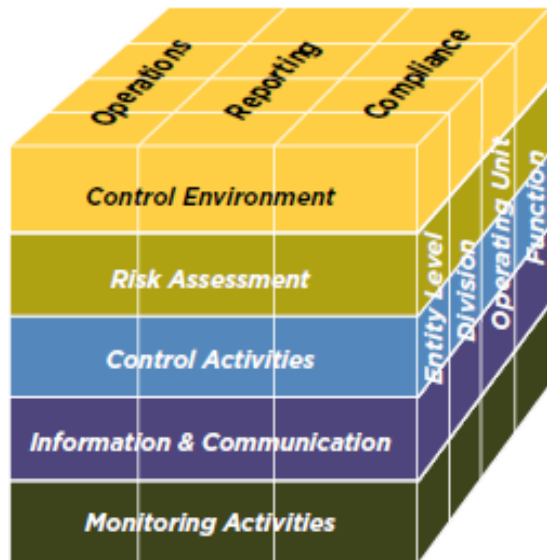 Operations
Reporting
Compliance
Control Environment
Risk Assessment
Control Activities
Information & Communication
Monitoring Activities
Entity Level
Division
Operating Unit
Function